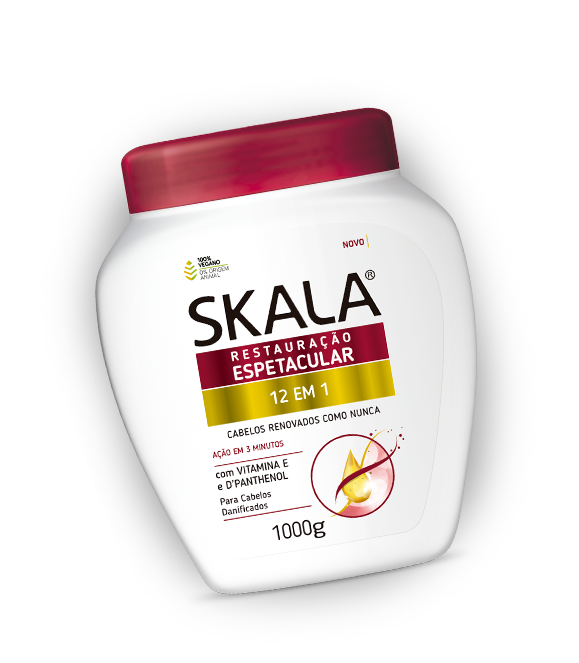 NOVO
100%
VEGANO
0% ORIGEM
ANIMAL
SKALA®
RESTAURAÇÃO
ESPETACULAR
12 EM 1
CABELOS RENOVADOS COMO NUNCA
AÇÃO EM 3 MINUTOS
com VITAMINA E
e D'PANTHENOL
Para Cabelos
Danificados
1000g